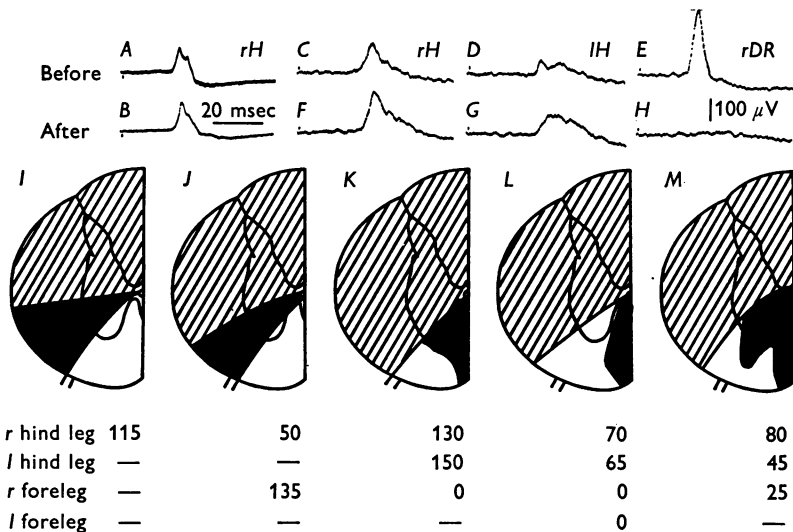 A rH C rH D lH E rDR
Before
B 20 msec F G H 100 μV
After
I J K L M
r hind leg 115 50 130 70 80
l hind leg — — 150 65 45
r foreleg — 135 0 0 25
l foreleg — — — 0 —